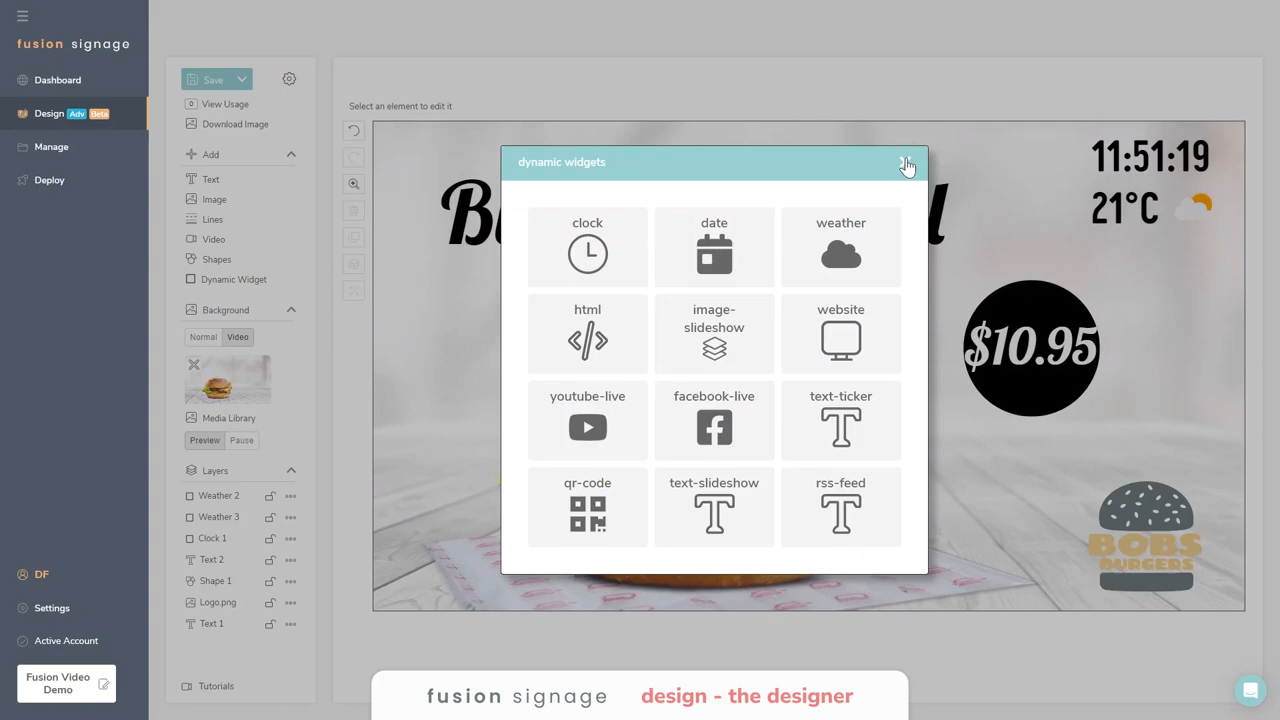 fusion signage
Dashboard
Design Adv Beta
Manage
Deploy
DF
Settings
Active Account
Fusion Video
Demo
Save
0 View Usage
Download Image
Add
Text
Image
Lines
Video
Shapes
Dynamic Widget
Background
Normal Video
Media Library
Preview Pause
Layers
Weather 2
Weather 3
Clock 1
Text 2
Shape 1
Logo.png
Text 1
Tutorials
Select an element to edit it
11:51:19
21°C
dynamic widgets
clock date weather
html image-
slideshow
website
youtube-live facebook-live text-ticker
qr-code text-slideshow rss-feed
$10.95
BOBS
BURGERS
fusion signage design - the designer